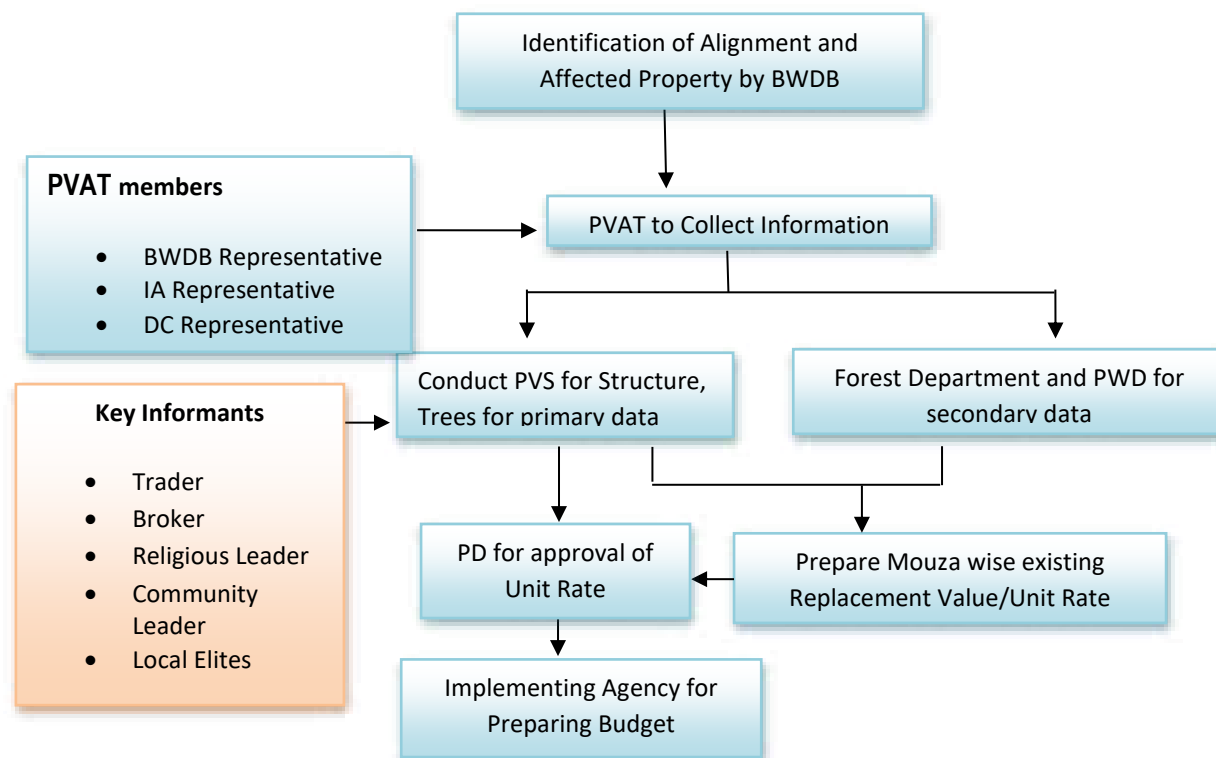 Identification of Alignment and
Affected Property by BWDB
PVAT members
• BWDB Representative
• IA Representative
• DC Representative
PVAT to Collect Information
Key Informants
• Trader
• Broker
• Religious Leader
• Community
Leader
• Local Elites
Conduct PVS for Structure,
Trees for primary data
Forest Department and PWD for
secondary data
PD for approval of
Unit Rate
Prepare Mouza wise existing
Replacement Value/Unit Rate
Implementing Agency for
Preparing Budget